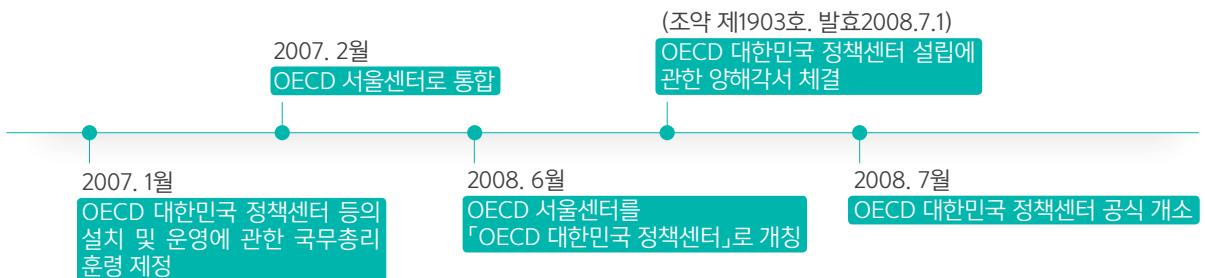 (조약 제1903호. 발효2008.7.1)
2007. 2월
OECD 대한민국 정책센터 설립에
OECD 서울센터로 통합
관한 양해각서 체결
2007. 1월
2008. 6월
2008. 7월
OECD 대한민국 정책센터 등의
설치 및 운영에 관한 국무총리
훈령 제정
OECD 서울센터를
「OECD 대한민국 정책센터」로 개칭
OECD 대한민국 정책센터 공식 개소